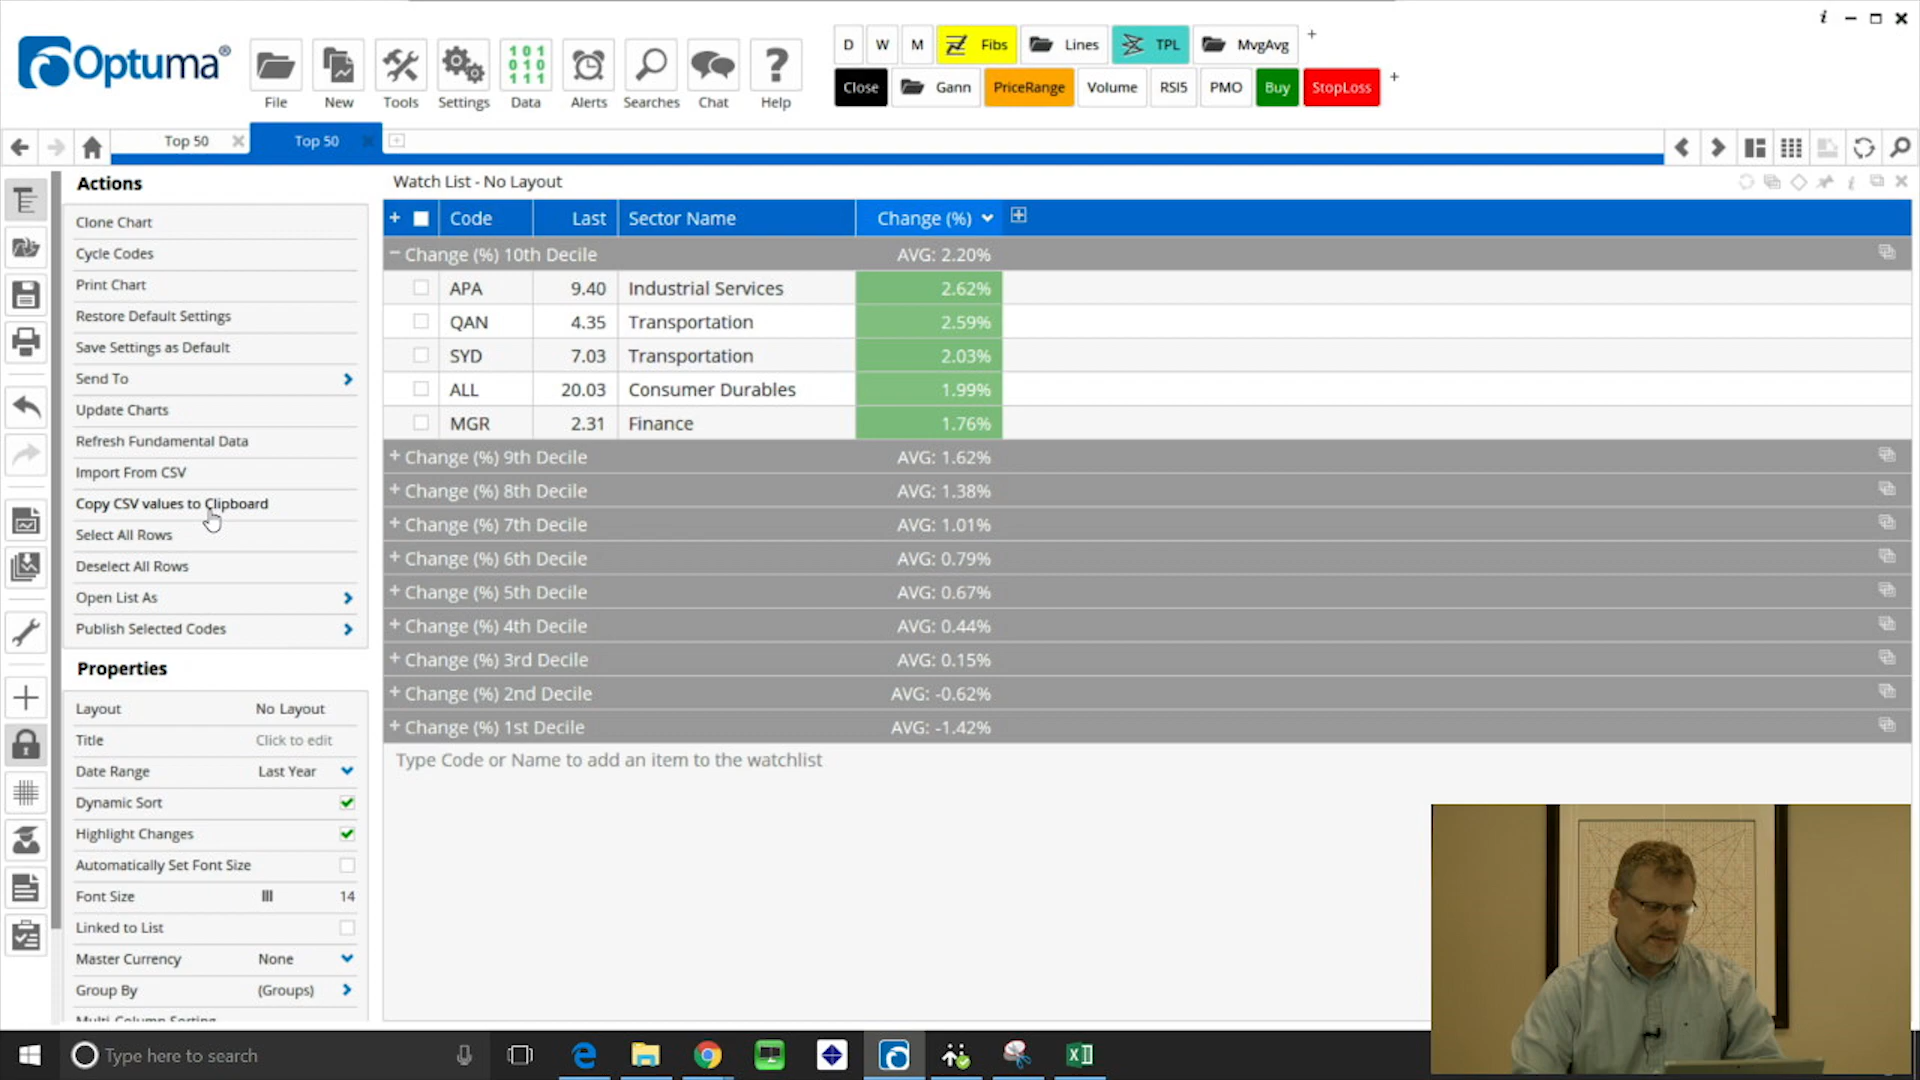 i
Optuma®
File
New
Tools
Settings
101
010
111
Data
Alerts
Searches
Chat
Help
D W M Fibs Lines TPL MvgAvg +
Close Gann PriceRange Volume RSI5 PMO Buy StopLoss +
Top 50
Top 50
Actions
Clone Chart
Cycle Codes
Print Chart
Restore Default Settings
Save Settings as Default
Send To
Update Charts
Refresh Fundamental Data
Import From CSV
Copy CSV values to Clipboard
Select All Rows
Deselect All Rows
Open List As
Publish Selected Codes
Properties
Layout No Layout
Title Click to edit
Date Range Last Year
Dynamic Sort
Highlight Changes
Automatically Set Font Size
Font Size 14
Linked to List
Master Currency None
Group By (Groups)
Multi-Column Sorting
Watch List - No Layout
+ Code Last Sector Name Change (%)
− Change (%) 10th Decile AVG: 2.20%
APA 9.40 Industrial Services 2.62%
QAN 4.35 Transportation 2.59%
SYD 7.03 Transportation 2.03%
ALL 20.03 Consumer Durables 1.99%
MGR 2.31 Finance 1.76%
+ Change (%) 9th Decile AVG: 1.62%
+ Change (%) 8th Decile AVG: 1.38%
+ Change (%) 7th Decile AVG: 1.01%
+ Change (%) 6th Decile AVG: 0.79%
+ Change (%) 5th Decile AVG: 0.67%
+ Change (%) 4th Decile AVG: 0.44%
+ Change (%) 3rd Decile AVG: 0.15%
+ Change (%) 2nd Decile AVG: -0.62%
+ Change (%) 1st Decile AVG: -1.42%
Type Code or Name to add an item to the watchlist
Type here to search